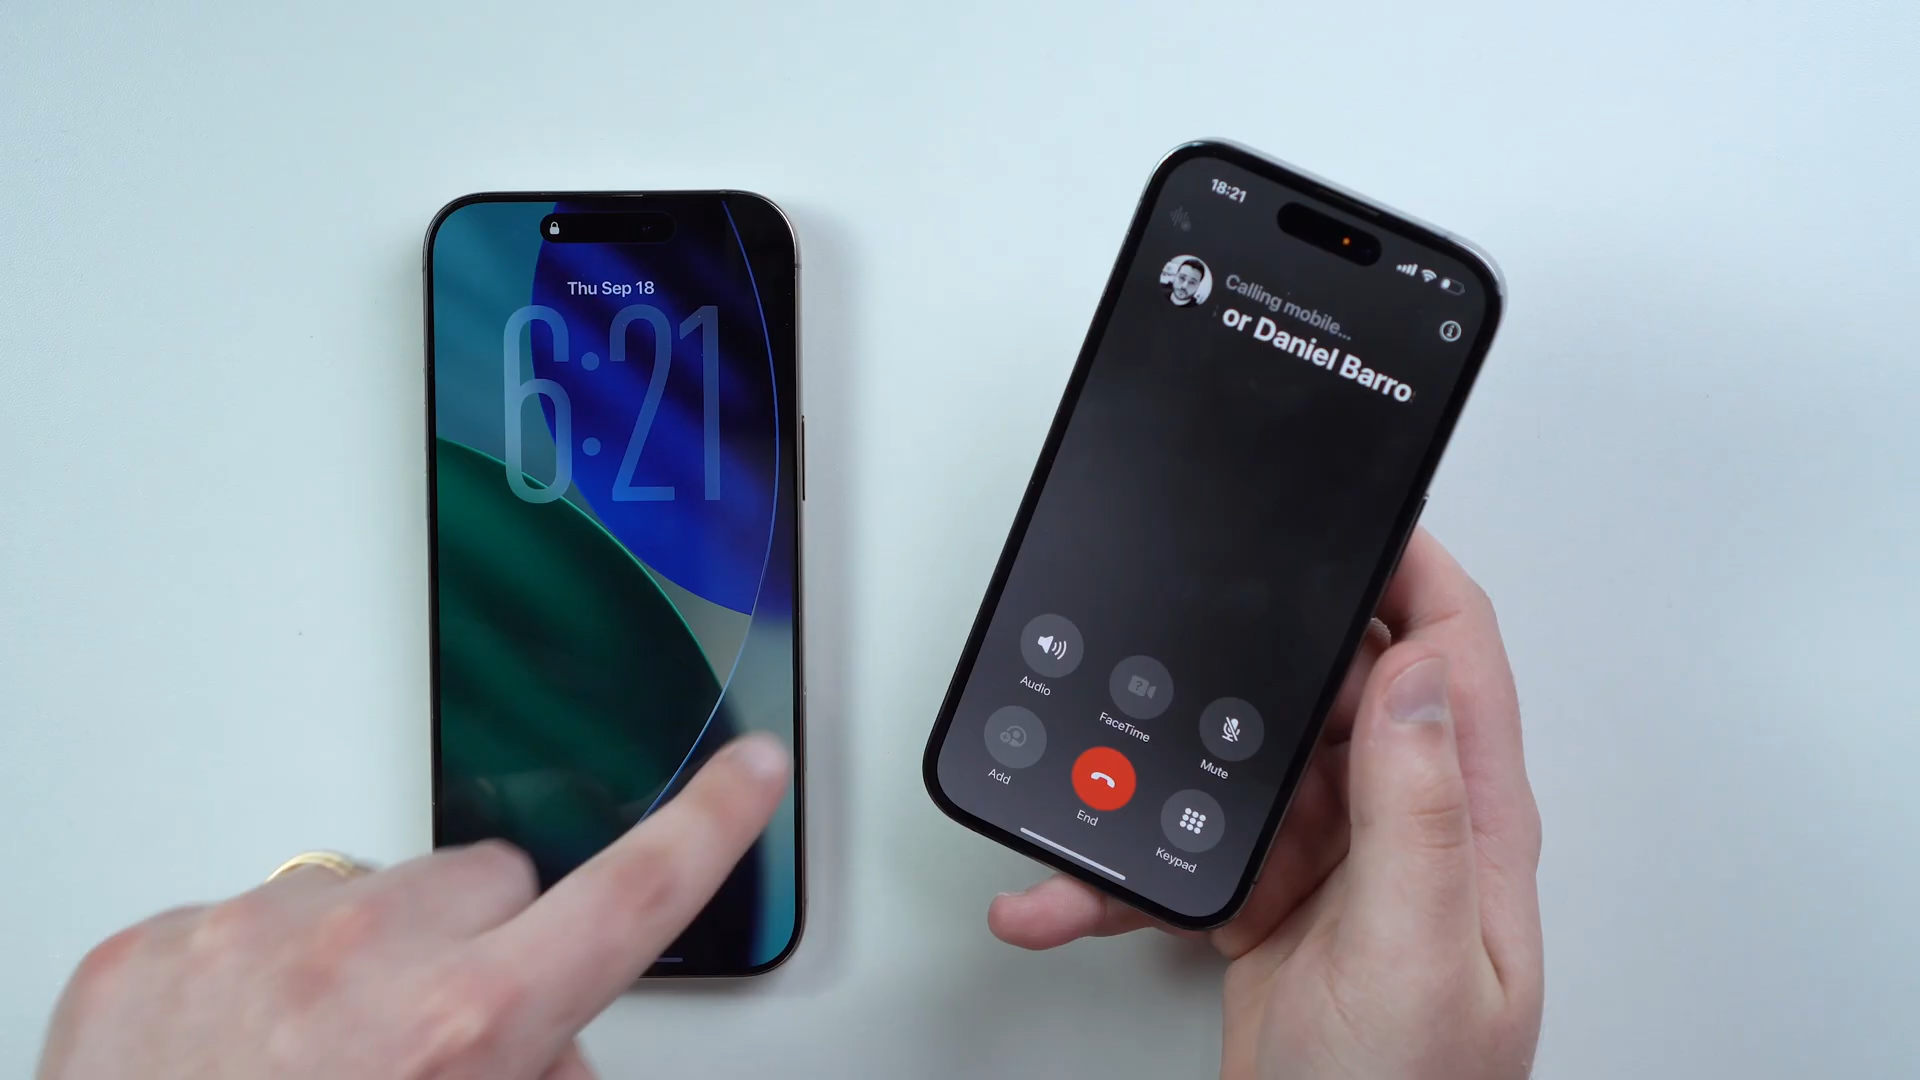 Thu Sep 18
6:21
18:21
Calling mobile...
or Daniel Barro
Audio
FaceTime
Mute
Add
End
Keypad